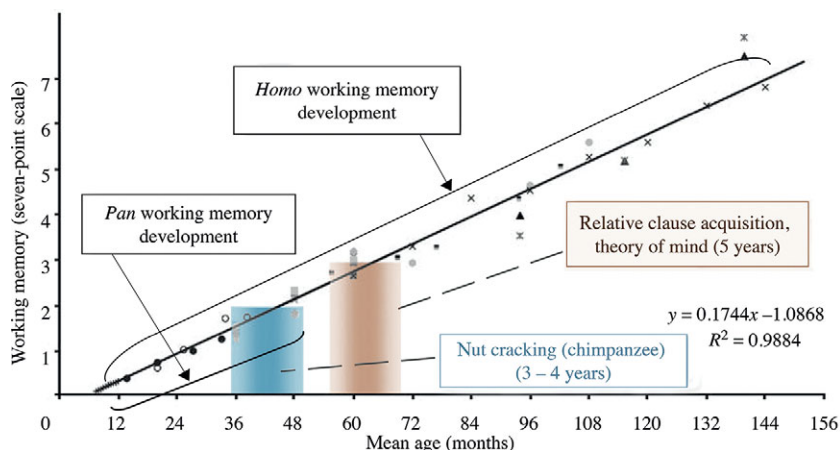 Working memory (seven-point scale)
7
6
5
4
3
2
1
0
12
24
36
48
60
72
84
96
108
120
132
144
156
Mean age (months)
Homo working memory
development
Pan working memory
development
Relative clause acquisition,
theory of mind (5 years)
y = 0.1744x –1.0868
R² = 0.9884
Nut cracking (chimpanzee)
(3 – 4 years)